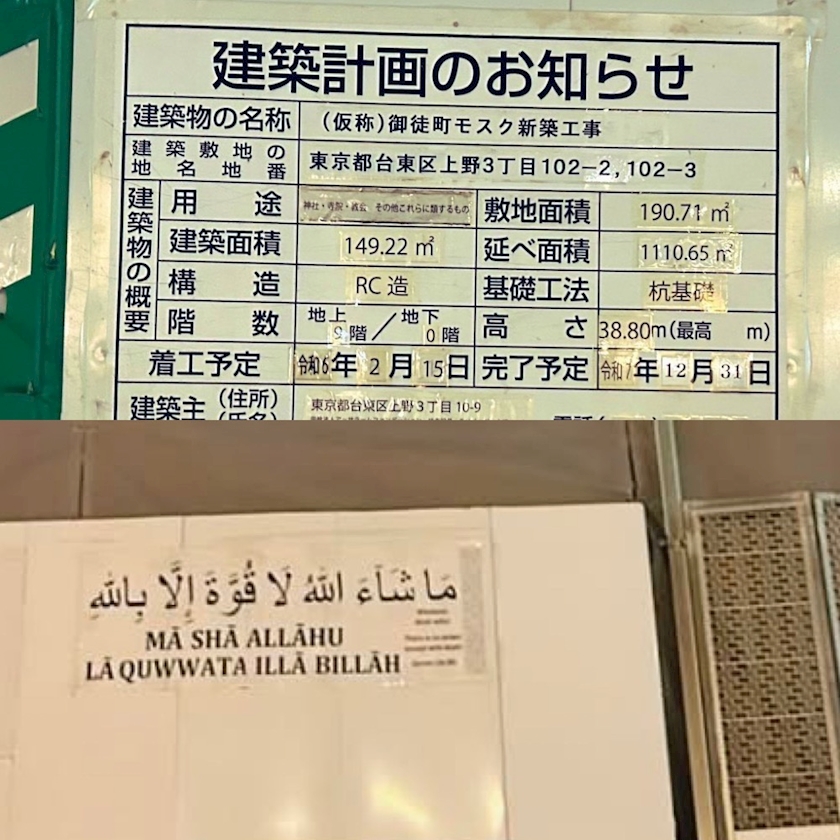 建築計画のお知らせ
建築物の名称 (仮称)御徒町モスク新築工事
建築敷地の地名地番 東京都台東区上野3丁目102-2,102-3
建築物の概要
用途 神社・寺院・教会 その他これらに類するもの 敷地面積 190.71㎡
建築面積 149.22㎡ 延べ面積 1110.65㎡
構造 RC造 基礎工法 杭基礎
階数 地上9階/地下0階 高さ 38.80m(最高 m)
着工予定 令和6年2月15日 完了予定 令和7年12月31日
建築主 (住所) 東京都台東区上野3丁目10-9
مَا شَآءَ اللهُ لَا قُوَّةَ إِلَّا بِاللهِ
MĀ SHĀ ALLĀHU
LĀ QUWWATA ILLĀ BILLĀH